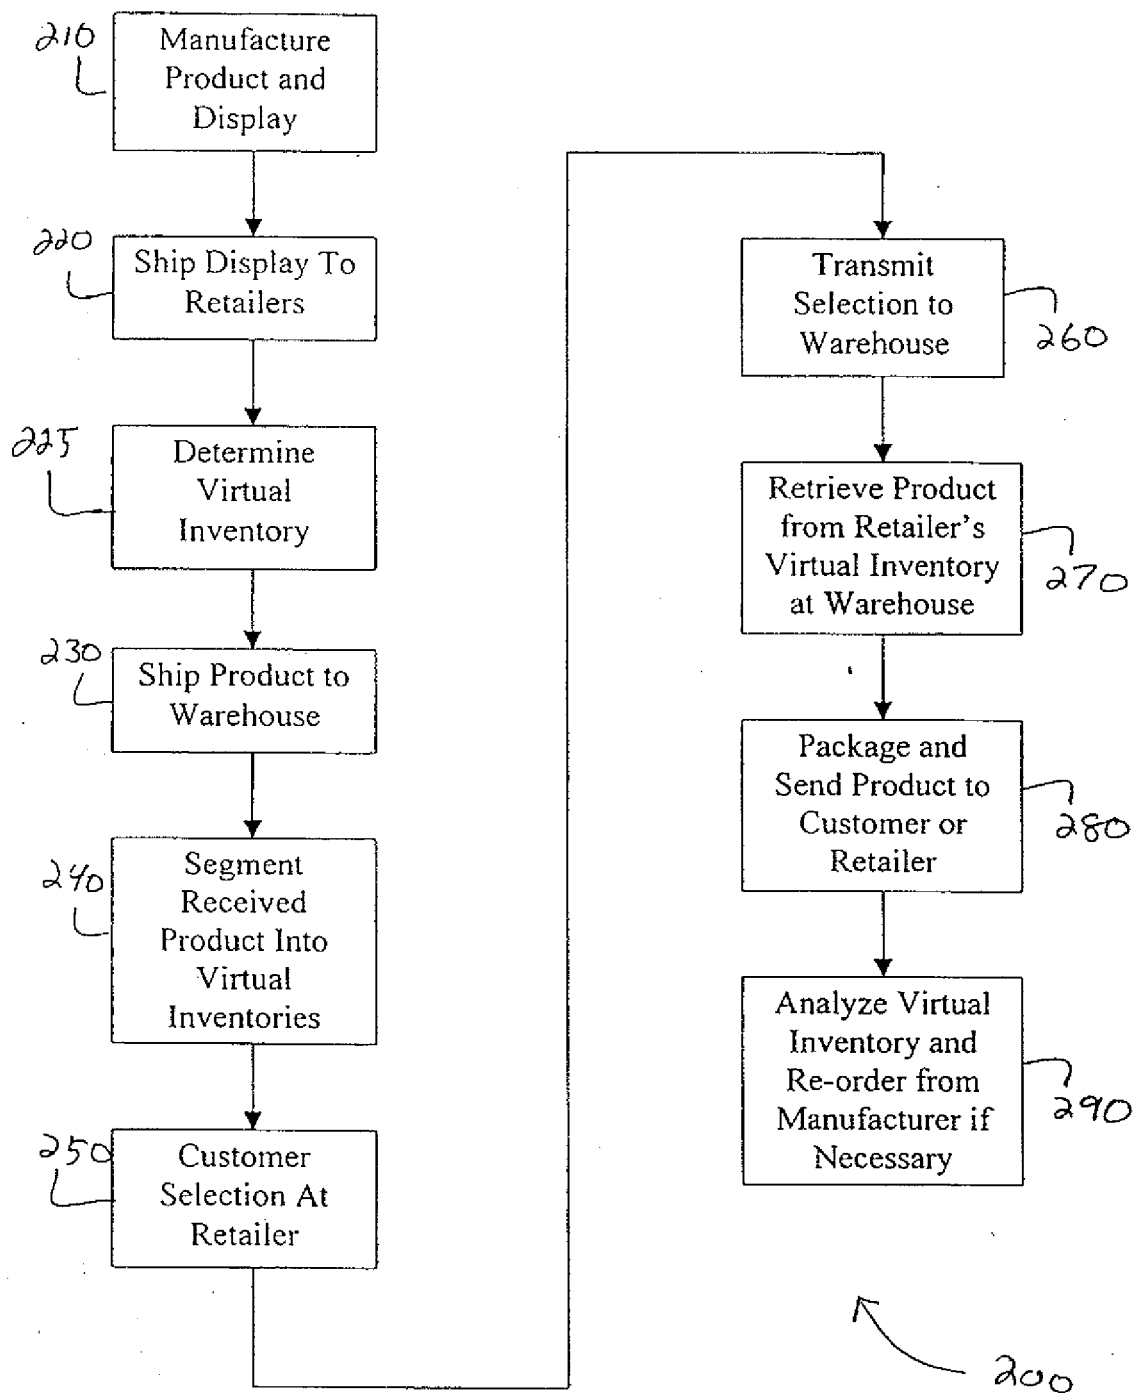 210
Manufacture
Product and
Display
220
Ship Display To
Retailers
225
Determine
Virtual
Inventory
230
Ship Product to
Warehouse
240
Segment
Received
Product Into
Virtual
Inventories
250
Customer
Selection At
Retailer
Transmit
Selection to
Warehouse
260
Retrieve Product
from Retailer's
Virtual Inventory
at Warehouse
270
Package and
Send Product to
Customer or
Retailer
280
Analyze Virtual
Inventory and
Re-order from
Manufacturer if
Necessary
290
200